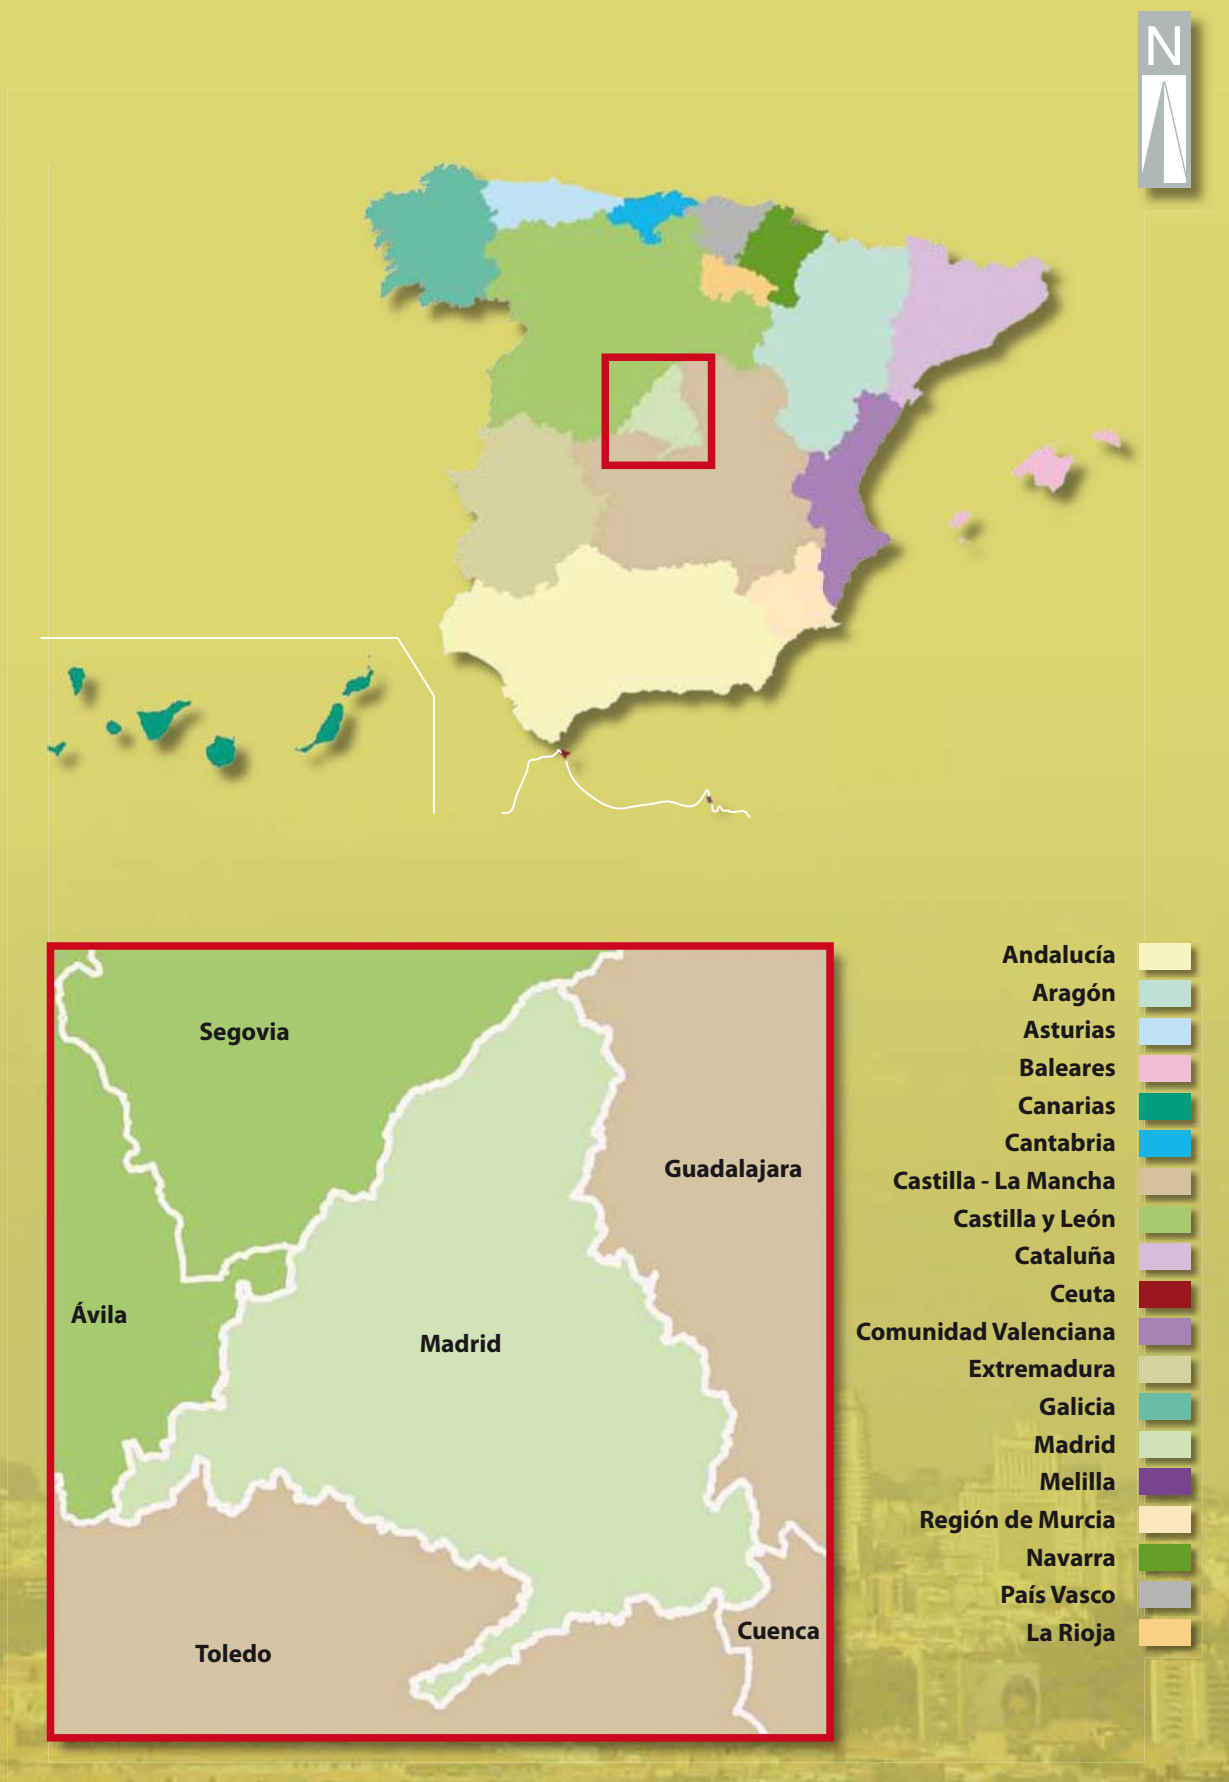 N
Segovia
Guadalajara
Ávila
Madrid
Toledo
Cuenca
Andalucía
Aragón
Asturias
Baleares
Canarias
Cantabria
Castilla - La Mancha
Castilla y León
Cataluña
Ceuta
Comunidad Valenciana
Extremadura
Galicia
Madrid
Melilla
Región de Murcia
Navarra
País Vasco
La Rioja